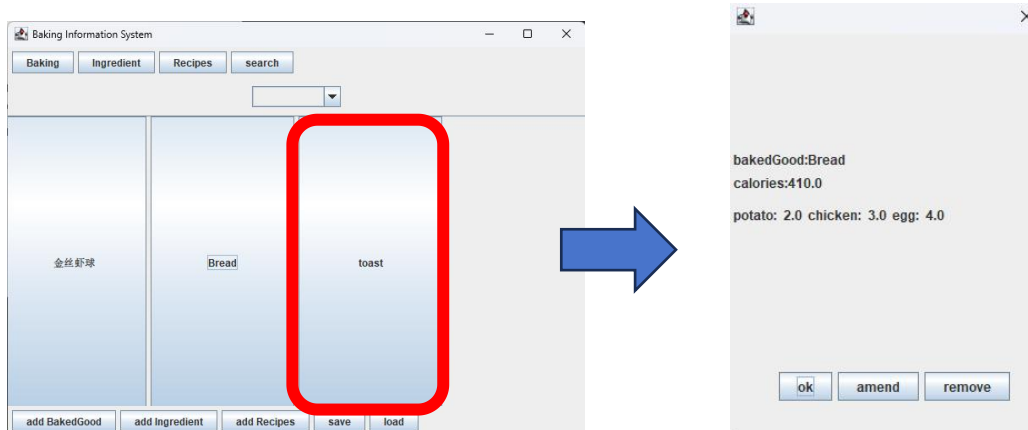 Baking Information System
Baking Ingredient Recipes search
金丝虾球 Bread toast
add BakedGood add Ingredient add Recipes save load
bakedGood:Bread
calories:410.0
potato: 2.0 chicken: 3.0 egg: 4.0
ok amend remove